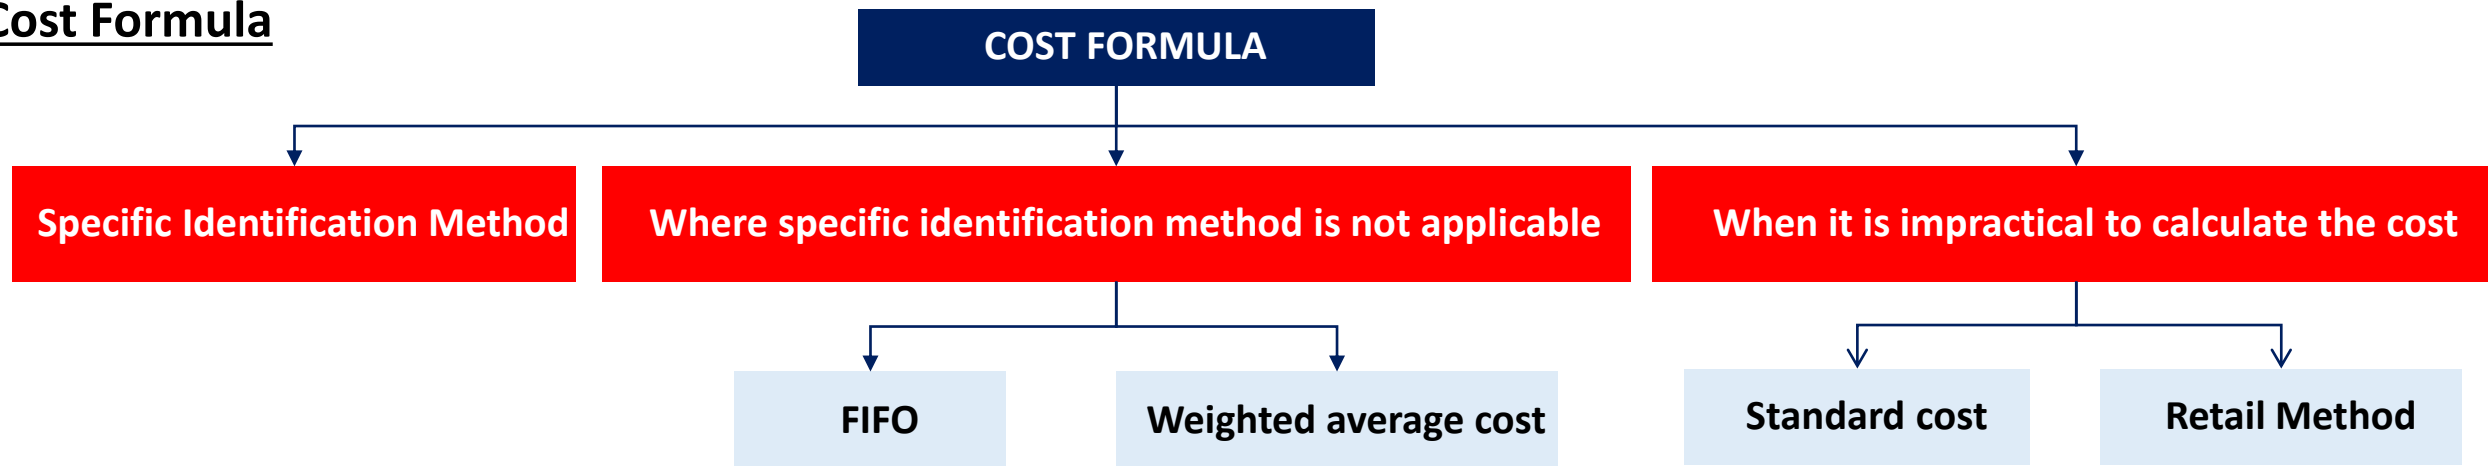 Cost Formula
COST FORMULA
Specific Identification Method
Where specific identification method is not applicable
When it is impractical to calculate the cost
FIFO
Weighted average cost
Standard cost
Retail Method